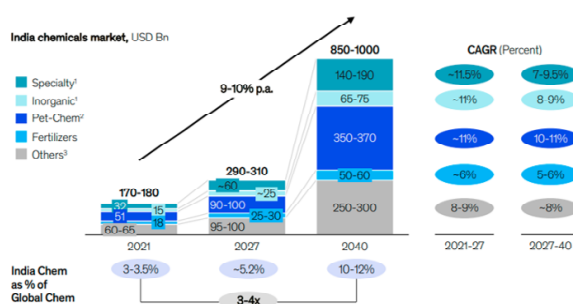 India chemicals market, USD Bn
Specialty¹
Inorganic¹
Pet-Chem²
Fertilizers
Others³
9-10% p.a.
170-180
32
15
51
18
60-65
2021
290-310
~60
~25
90-100
25-30
95-100
2027
850-1000
140-190
65-75
350-370
50-60
250-300
2040
CAGR (Percent)
~11.5% 7-9.5%
~11% 8-9%
~11% 10-11%
~6% 5-6%
8-9% ~8%
2021-27 2027-40
India Chem
as % of
Global Chem
3-3.5% ~5.2% 10-12%
3-4x